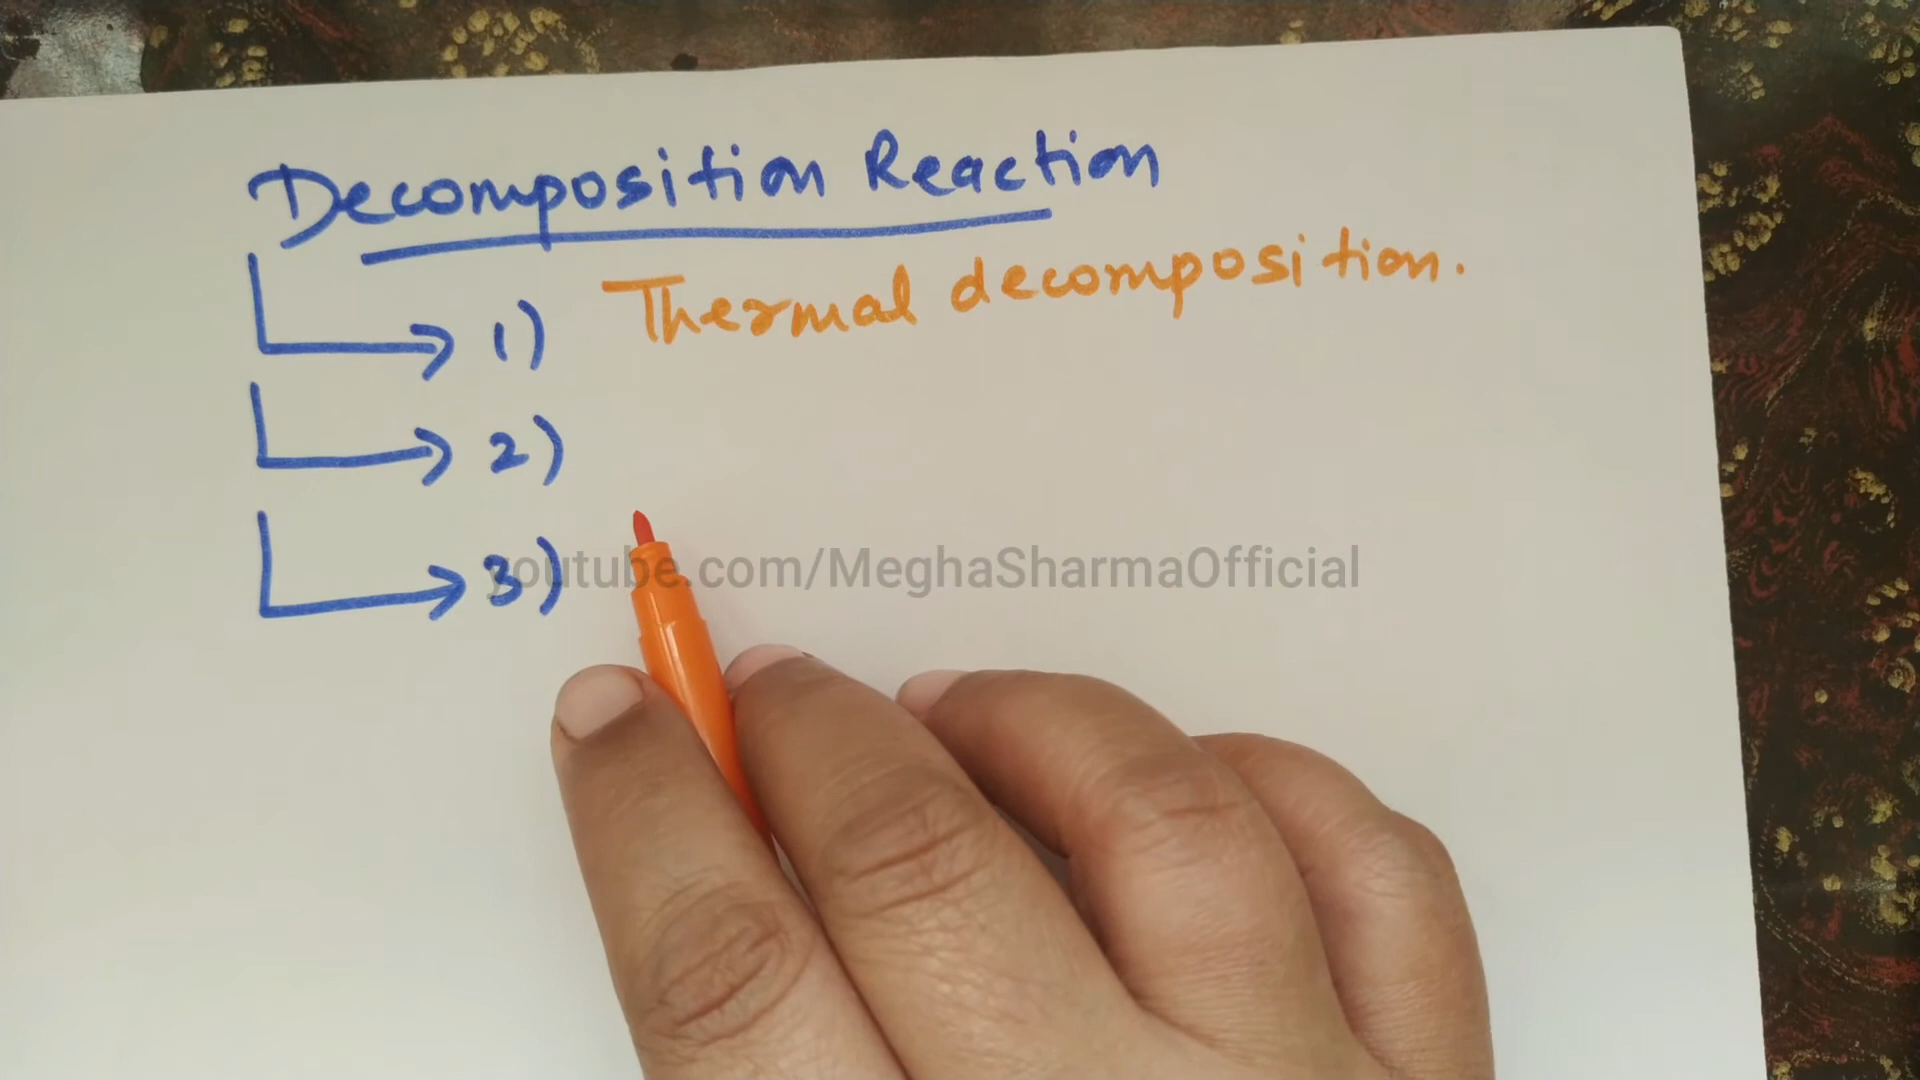 Decomposition Reaction
1) Thermal decomposition.
2)
3)
youtube.com/MeghaSharmaOfficial